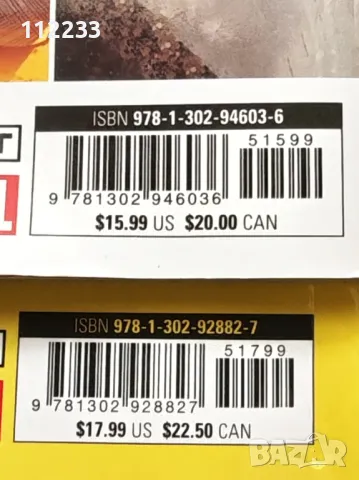 112233
ISBN 978-1-302-94603-6
51599
9 781302 946036
$15.99 US $20.00 CAN
ISBN 978-1-302-92882-7
51799
9 781302 928827
$17.99 US $22.50 CAN
bazar